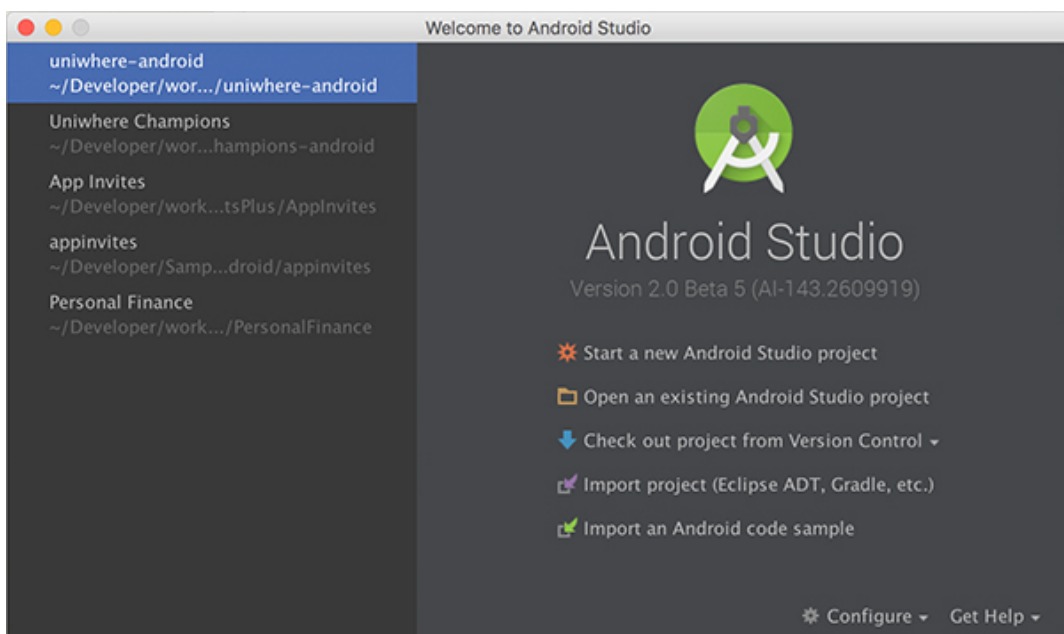 Welcome to Android Studio
uniwhere-android
~/Developer/wor.../uniwhere-android
Uniwhere Champions
~/Developer/wor...hampions-android
App Invites
~/Developer/work...tsPlus/AppInvites
appinvites
~/Developer/Samp...droid/appinvites
Personal Finance
~/Developer/work.../PersonalFinance
Android Studio
Version 2.0 Beta 5 (AI-143.2609919)
Start a new Android Studio project
Open an existing Android Studio project
Check out project from Version Control
Import project (Eclipse ADT, Gradle, etc.)
Import an Android code sample
Configure Get Help